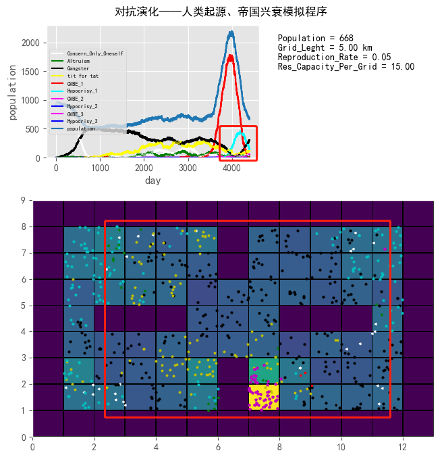 对抗演化——人类起源、帝国兴衰模拟程序
Population = 668
Grid_Leght = 5.00 km
Reproduction_Rate = 0.05
Res_Capacity_Per_Grid = 15.00
population
2000
1500
1000
500
0
Concern_Only_Oneself
Altruism
Gangster
tit for tat
Hypocrisy_1
Hypocrisy_2
Hypocrisy_3
population
0
1000
2000
3000
4000
day
9
8
7
6
5
4
3
2
1
0
0
2
4
6
8
10
12